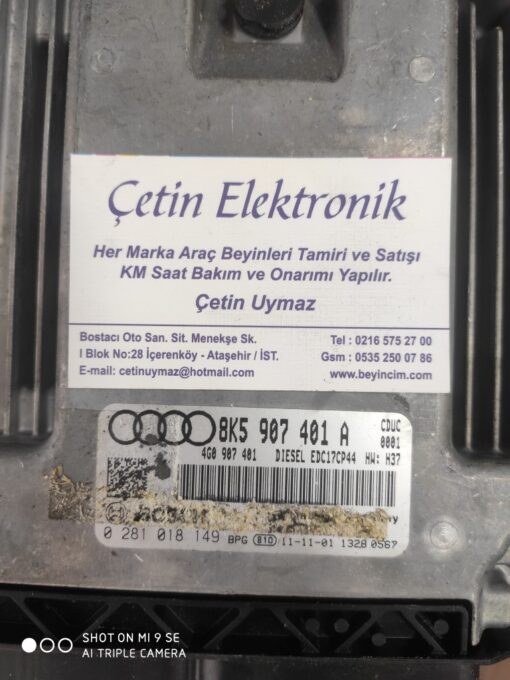 Çetin Elektronik
Her Marka Araç Beyinleri Tamiri ve Satışı
KM Saat Bakım ve Onarımı Yapılır.
Çetin Uymaz
Bostacı Oto San. Sit. Menekşe Sk.
I Blok No:28 İçerenköy - Ataşehir / İST.
E-mail: cetinuymaz@hotmail.com
Tel : 0216 575 27 00
Gsm : 0535 250 07 86
www.beyincim.com
8K5 907 401 A
CDUC
0001
4G0 907 401 DIESEL EDC17CP44 HW: H37
0 281 018 149 BPG 810 11-11-01 1328 0567
SHOT ON MI 9 SE
AI TRIPLE CAMERA